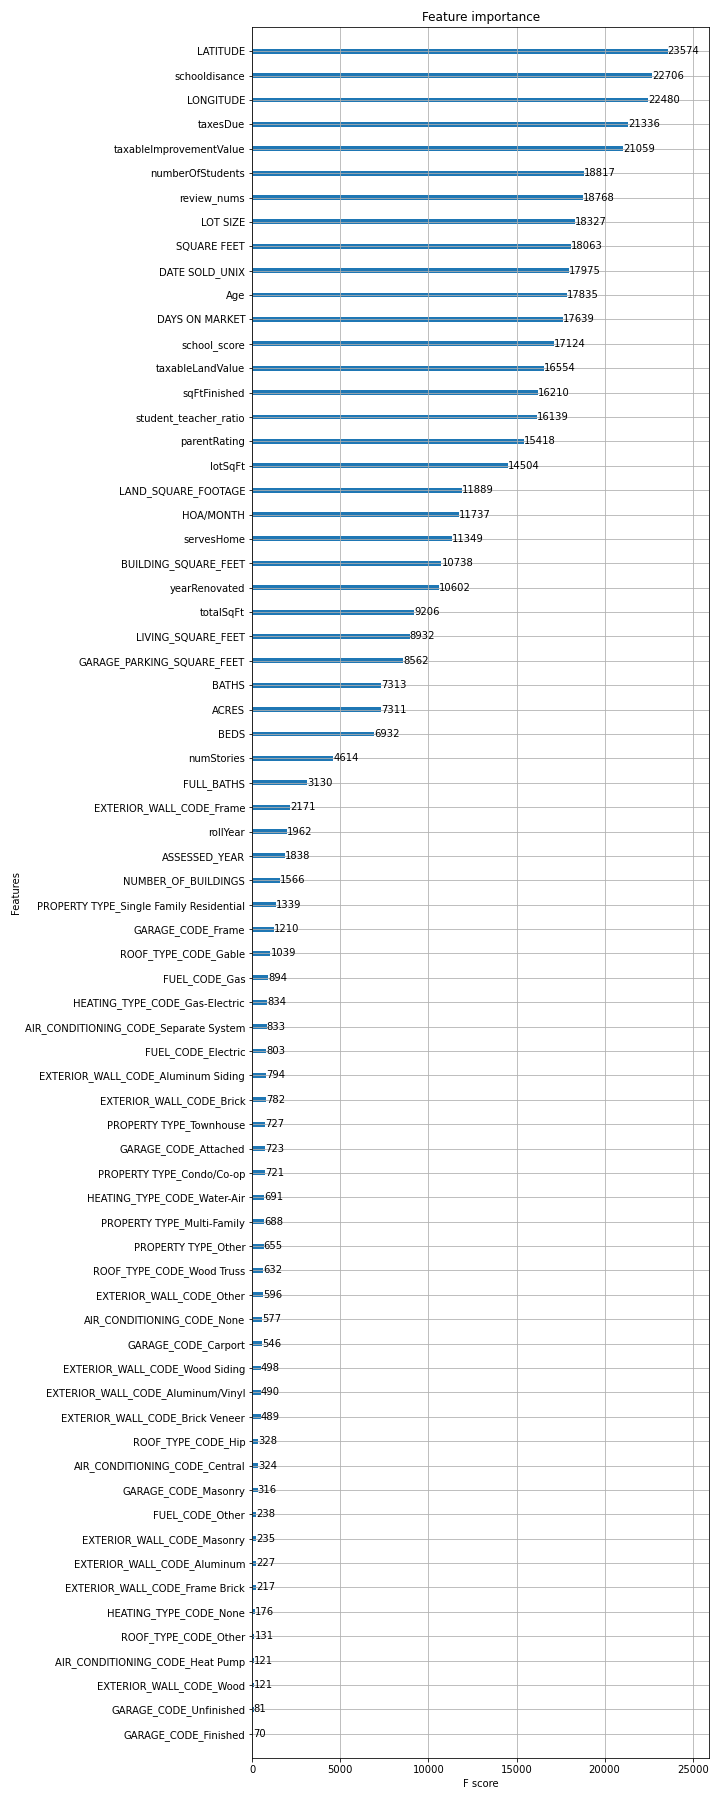 Feature importance
LATITUDE 23574
schooldisance 22706
LONGITUDE 22480
taxesDue 21336
taxableImprovementValue 21059
numberOfStudents 18817
review_nums 18768
LOT SIZE 18327
SQUARE FEET 18063
DATE SOLD_UNIX 17975
Age 17835
DAYS ON MARKET 17639
school_score 17124
taxableLandValue 16554
sqFtFinished 16210
student_teacher_ratio 16139
parentRating 15418
lotSqFt 14504
LAND_SQUARE_FOOTAGE 11889
HOA/MONTH 11737
servesHome 11349
BUILDING_SQUARE_FEET 10738
yearRenovated 10602
totalSqFt 9206
LIVING_SQUARE_FEET 8932
GARAGE_PARKING_SQUARE_FEET 8562
BATHS 7313
ACRES 7311
BEDS 6932
numStories 4614
FULL_BATHS 3130
EXTERIOR_WALL_CODE_Frame 2171
rollYear 1962
ASSESSED_YEAR 1838
NUMBER_OF_BUILDINGS 1566
PROPERTY TYPE_Single Family Residential 1339
GARAGE_CODE_Frame 1210
ROOF_TYPE_CODE_Gable 1039
FUEL_CODE_Gas 894
HEATING_TYPE_CODE_Gas-Electric 834
AIR_CONDITIONING_CODE_Separate System 833
FUEL_CODE_Electric 803
EXTERIOR_WALL_CODE_Aluminum Siding 794
EXTERIOR_WALL_CODE_Brick 782
PROPERTY TYPE_Townhouse 727
GARAGE_CODE_Attached 723
PROPERTY TYPE_Condo/Co-op 721
HEATING_TYPE_CODE_Water-Air 691
PROPERTY TYPE_Multi-Family 688
PROPERTY TYPE_Other 655
ROOF_TYPE_CODE_Wood Truss 632
EXTERIOR_WALL_CODE_Other 596
AIR_CONDITIONING_CODE_None 577
GARAGE_CODE_Carport 546
EXTERIOR_WALL_CODE_Wood Siding 498
EXTERIOR_WALL_CODE_Aluminum/Vinyl 490
EXTERIOR_WALL_CODE_Brick Veneer 489
ROOF_TYPE_CODE_Hip 328
AIR_CONDITIONING_CODE_Central 324
GARAGE_CODE_Masonry 316
FUEL_CODE_Other 238
EXTERIOR_WALL_CODE_Masonry 235
EXTERIOR_WALL_CODE_Aluminum 227
EXTERIOR_WALL_CODE_Frame Brick 217
HEATING_TYPE_CODE_None 176
ROOF_TYPE_CODE_Other 131
AIR_CONDITIONING_CODE_Heat Pump 121
EXTERIOR_WALL_CODE_Wood 121
GARAGE_CODE_Unfinished 81
GARAGE_CODE_Finished 70
Features
0 5000 10000 15000 20000 25000
F score